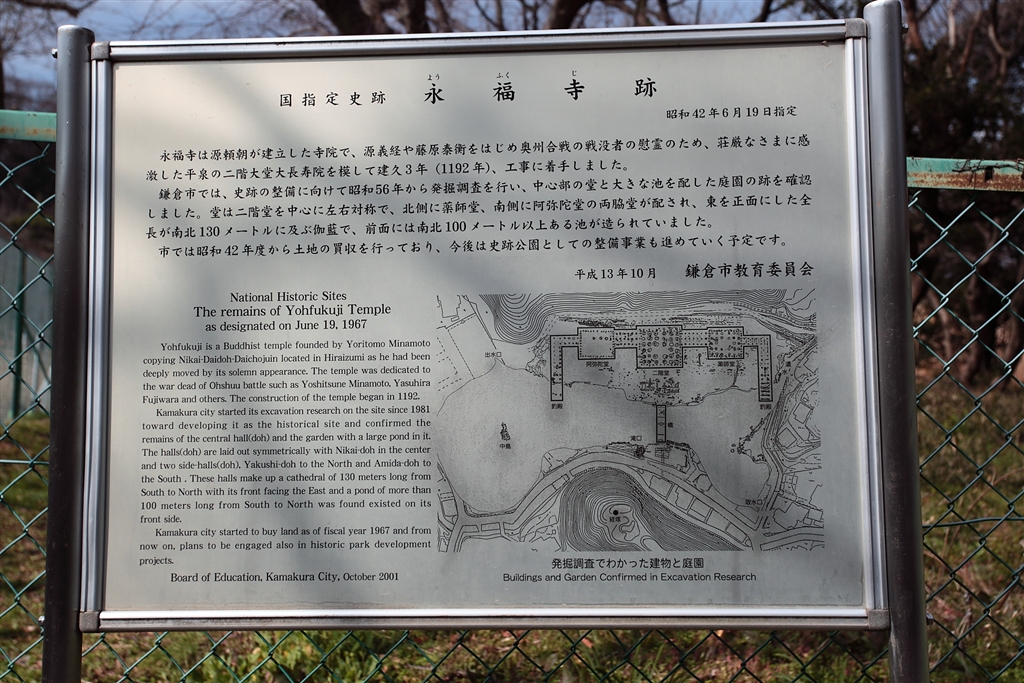 よう ふく じ
国指定史跡 永福寺跡
昭和42年6月19日指定
永福寺は源頼朝が建立した寺院で、源義経や藤原泰衡をはじめ奥州合戦の戦没者の慰霊のため、荘厳なさまに感
激した平泉の二階大堂大長寿院を模して建久3年（1192年）、工事に着手しました。
鎌倉市では、史跡の整備に向けて昭和56年から発掘調査を行い、中心部の堂と大きな池を配した庭園の跡を確認
しました。堂は二階堂を中心に左右対称で、北側に薬師堂、南側に阿弥陀堂の両脇堂が配され、東を正面にした全
長が南北130メートルに及ぶ伽藍で、前面には南北100メートル以上ある池が造られていました。
市では昭和42年度から土地の買収を行っており、今後は史跡公園としての整備事業も進めていく予定です。
平成13年10月 鎌倉市教育委員会
National Historic Sites
The remains of Yohfukuji Temple
as designated on June 19, 1967
Yohfukuji is a Buddhist temple founded by Yoritomo Minamoto
copying Nikai-Daidoh-Daichojuin located in Hiraizumi as he had been
deeply moved by its solemn appearance. The temple was dedicated to
the war dead of Ohshuu battle such as Yoshitsune Minamoto, Yasuhira
Fujiwara and others. The construction of the temple began in 1192.
Kamakura city started its excavation research on the site since 1981
toward developing it as the historical site and confirmed the
remains of the central hall(doh) and the garden with a large pond in it.
The halls(doh) are laid out symmetrically with Nikai-doh in the center
and two side-halls(doh), Yakushi-doh to the North and Amida-doh to
the South . These halls make up a cathedral of 130 meters long from
South to North with its front facing the East and a pond of more than
100 meters long from South to North was found existed on its
front side.
Kamakura city started to buy land as of fiscal year 1967 and from
now on, plans to be engaged also in historic park development
projects.
Board of Education, Kamakura City, October 2001
出水口
阿弥陀堂
二階堂
薬師堂
溝
釣殿
釣殿
橋
滝口
中島
取水口
経塚
発掘調査でわかった建物と庭園
Buildings and Garden Confirmed in Excavation Research